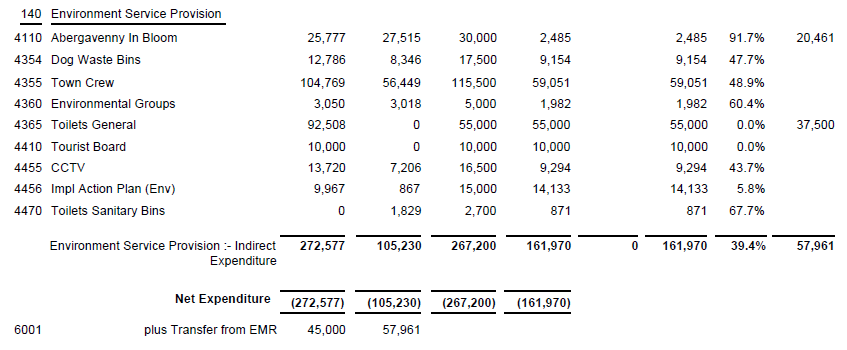 140 Environment Service Provision
4110 Abergavenny In Bloom 25,777 27,515 30,000 2,485 2,485 91.7% 20,461
4354 Dog Waste Bins 12,786 8,346 17,500 9,154 9,154 47.7%
4355 Town Crew 104,769 56,449 115,500 59,051 59,051 48.9%
4360 Environmental Groups 3,050 3,018 5,000 1,982 1,982 60.4%
4365 Toilets General 92,508 0 55,000 55,000 55,000 0.0% 37,500
4410 Tourist Board 10,000 0 10,000 10,000 10,000 0.0%
4455 CCTV 13,720 7,206 16,500 9,294 9,294 43.7%
4456 Impl Action Plan (Env) 9,967 867 15,000 14,133 14,133 5.8%
4470 Toilets Sanitary Bins 0 1,829 2,700 871 871 67.7%
Environment Service Provision :- Indirect 272,577 105,230 267,200 161,970 0 161,970 39.4% 57,961
Expenditure
Net Expenditure (272,577) (105,230) (267,200) (161,970)
6001 plus Transfer from EMR 45,000 57,961